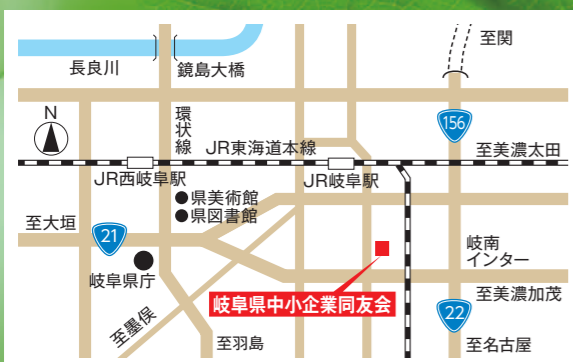 至関
長良川
鏡島大橋
N
環状線
156
JR東海道本線
至美濃太田
JR西岐阜駅
JR岐阜駅
●県美術館
●県図書館
至大垣
21
岐南
インター
岐阜県庁
岐阜県中小企業同友会
至美濃加茂
22
至墨俣
至羽島
至名古屋